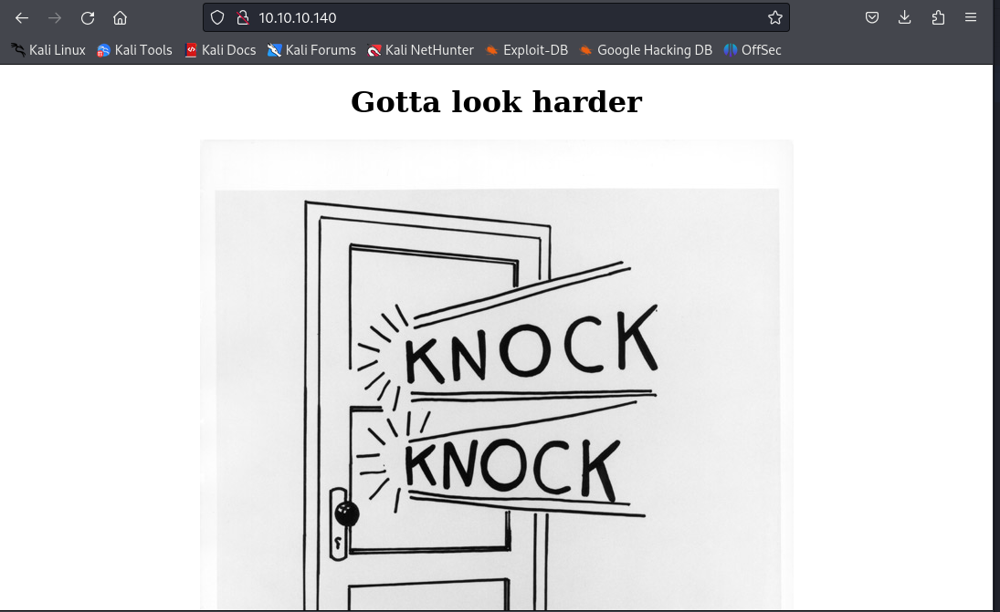 10.10.10.140
Kali Linux Kali Tools Kali Docs Kali Forums Kali NetHunter Exploit-DB Google Hacking DB OffSec
Gotta look harder
KNOCK
KNOCK